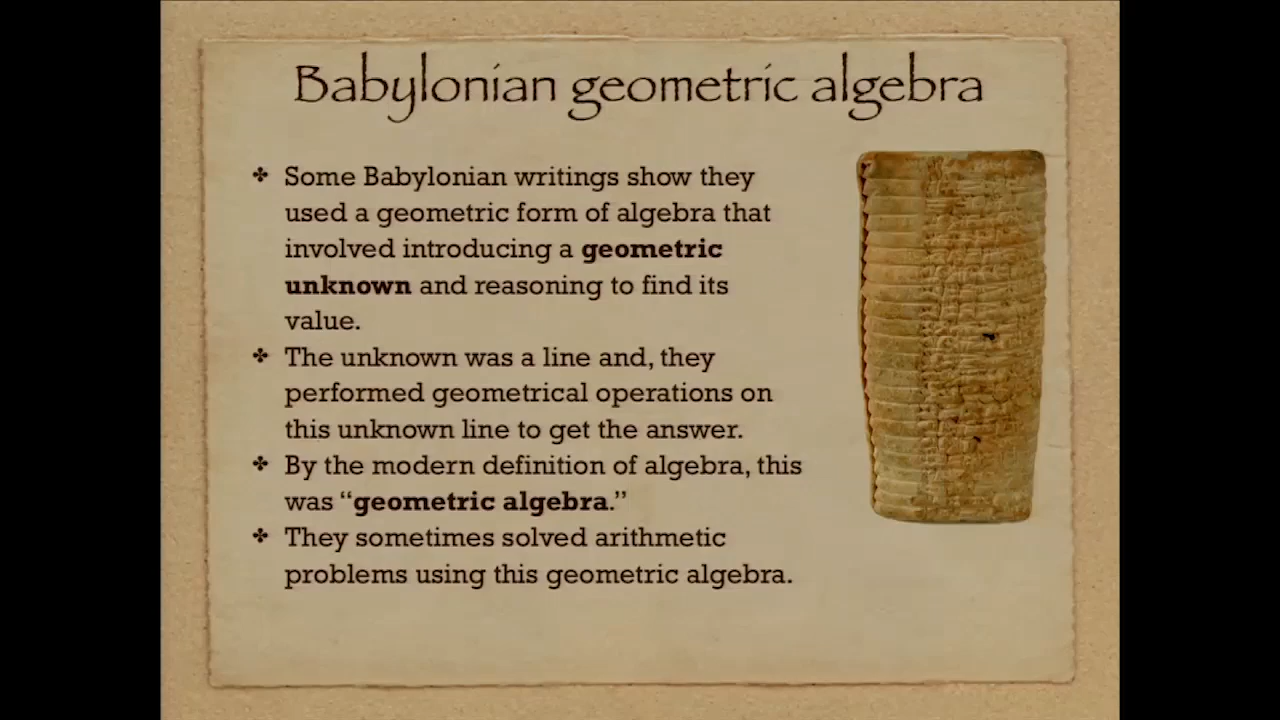 Babylonian geometric algebra
✤ Some Babylonian writings show they
used a geometric form of algebra that
involved introducing a geometric
unknown and reasoning to find its
value.
✤ The unknown was a line and, they
performed geometrical operations on
this unknown line to get the answer.
✤ By the modern definition of algebra, this
was “geometric algebra.”
✤ They sometimes solved arithmetic
problems using this geometric algebra.